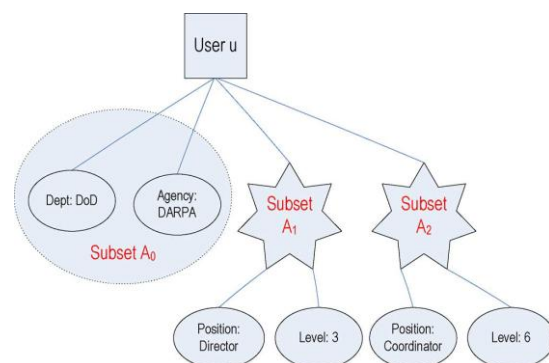 User u
Dept: DoD
Agency:
DARPA
Subset A₀
Subset
A₁
Subset
A₂
Position:
Director
Level: 3
Position:
Coordinator
Level: 6